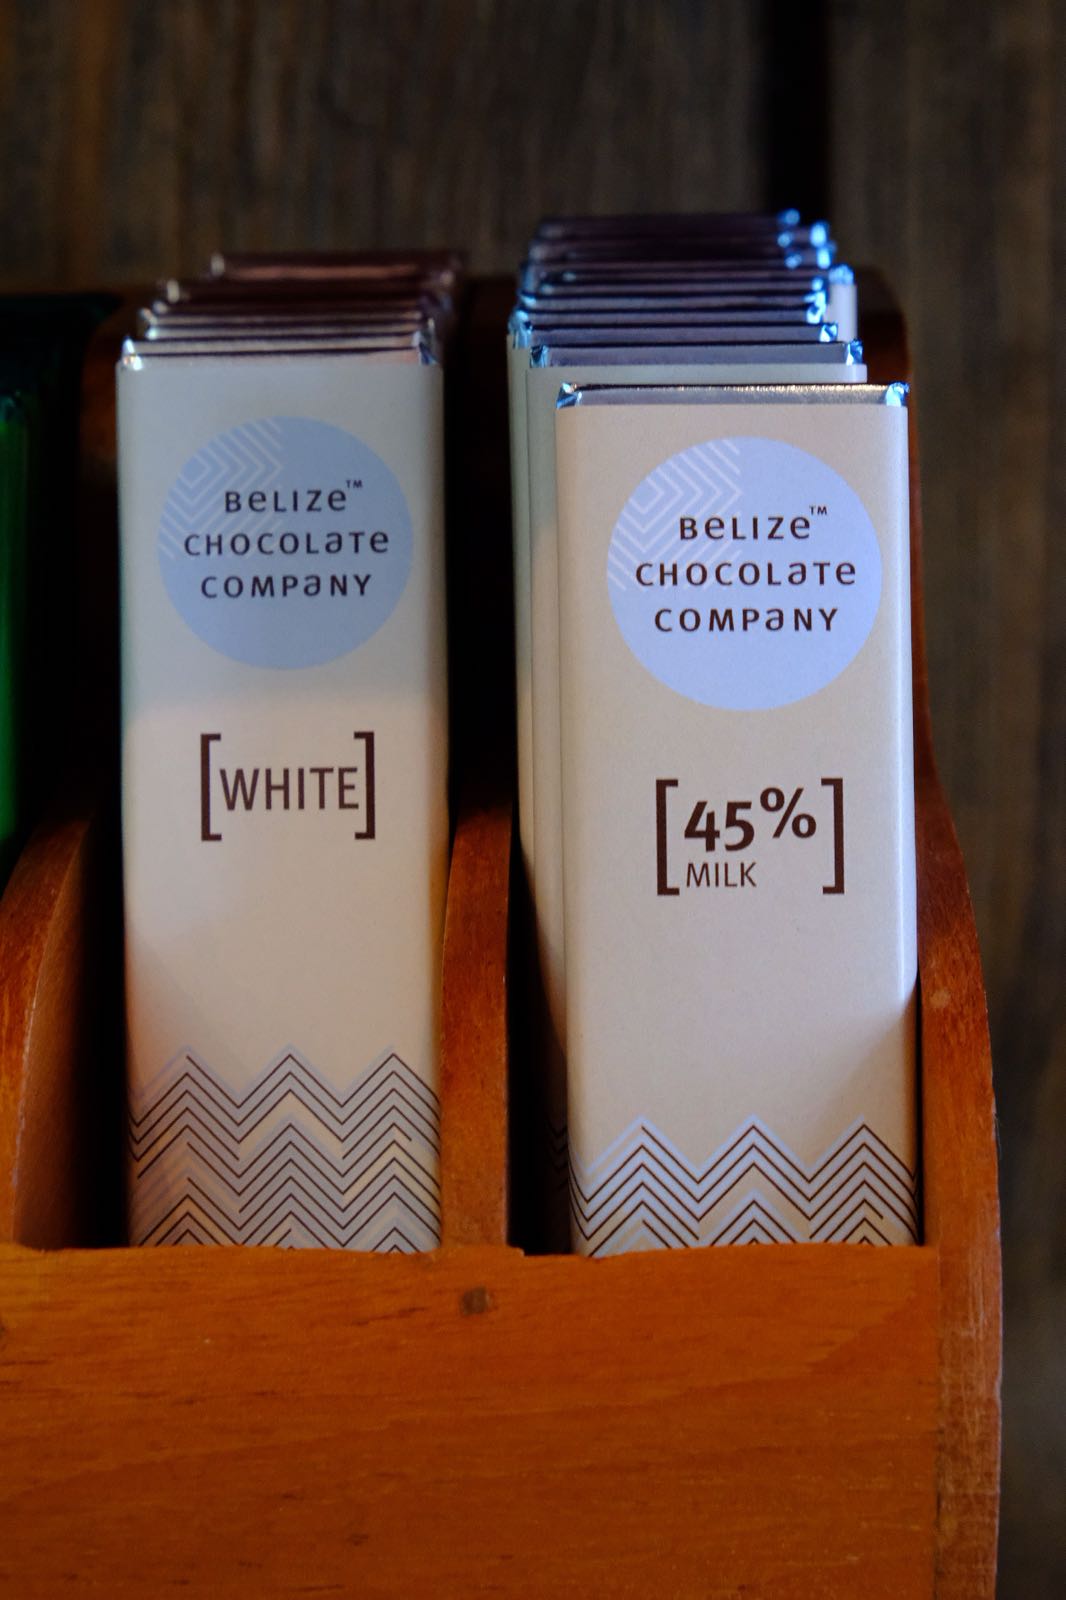 BELIZE™
CHOCOLATE
COMPANY
[WHITE]
BELIZE™
CHOCOLATE
COMPANY
[45%
MILK]